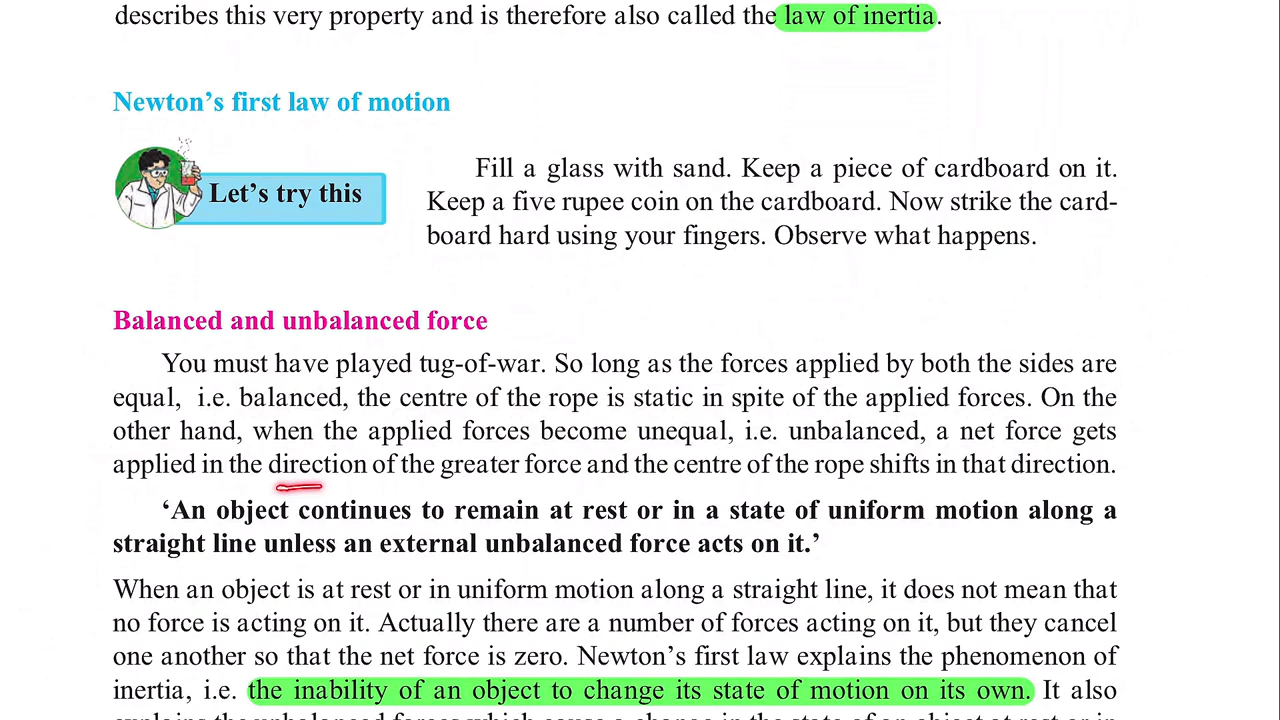 describes this very property and is therefore also called the law of inertia.
Newton’s first law of motion
Let’s try this
Fill a glass with sand. Keep a piece of cardboard on it.
Keep a five rupee coin on the cardboard. Now strike the card-
board hard using your fingers. Observe what happens.
Balanced and unbalanced force
You must have played tug-of-war. So long as the forces applied by both the sides are
equal, i.e. balanced, the centre of the rope is static in spite of the applied forces. On the
other hand, when the applied forces become unequal, i.e. unbalanced, a net force gets
applied in the direction of the greater force and the centre of the rope shifts in that direction.
‘An object continues to remain at rest or in a state of uniform motion along a
straight line unless an external unbalanced force acts on it.’
When an object is at rest or in uniform motion along a straight line, it does not mean that
no force is acting on it. Actually there are a number of forces acting on it, but they cancel
one another so that the net force is zero. Newton’s first law explains the phenomenon of
inertia, i.e. the inability of an object to change its state of motion on its own. It also